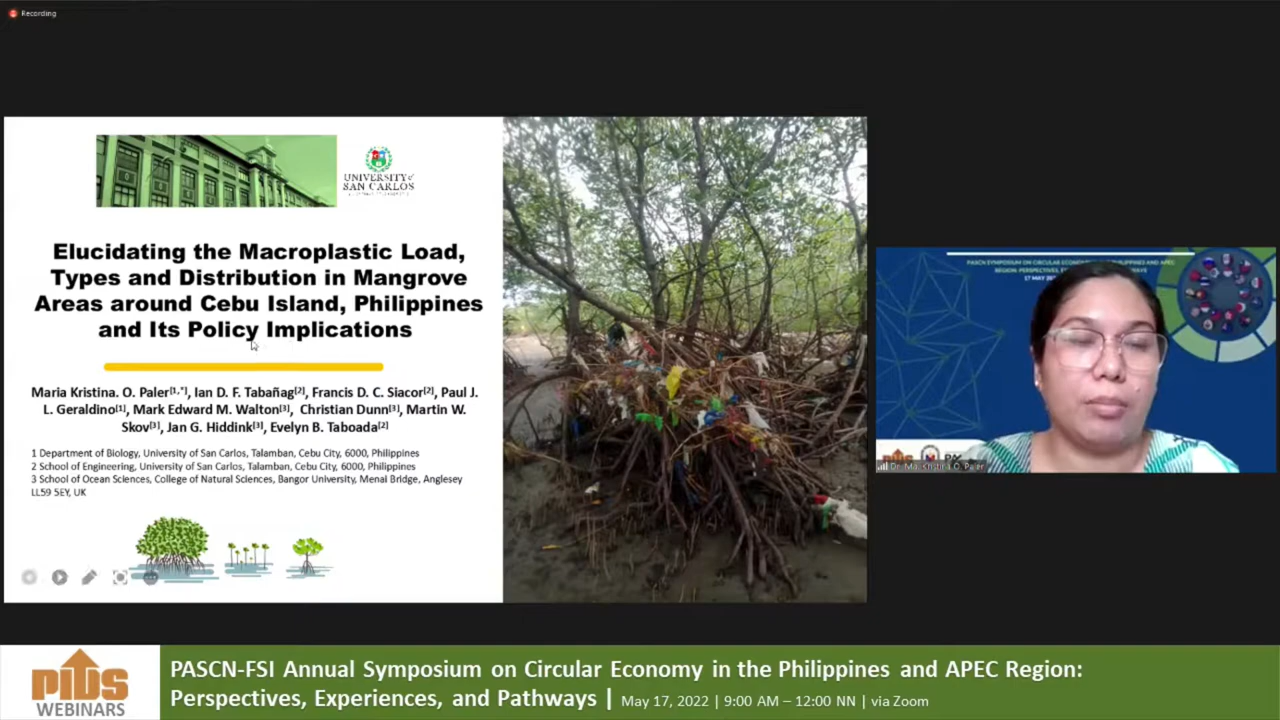 Recording
UNIVERSITY of
SAN CARLOS
Elucidating the Macroplastic Load,
Types and Distribution in Mangrove
Areas around Cebu Island, Philippines
and Its Policy Implications
Maria Kristina. O. Paler[1,*], Ian D. F. Tabañag[2], Francis D. C. Siacor[2], Paul J.
L. Geraldino[1], Mark Edward M. Walton[3], Christian Dunn[3], Martin W.
Skov[3], Jan G. Hiddink[3], Evelyn B. Taboada[2]
1 Department of Biology, University of San Carlos, Talamban, Cebu City, 6000, Philippines
2 School of Engineering, University of San Carlos, Talamban, Cebu City, 6000, Philippines
3 School of Ocean Sciences, College of Natural Sciences, Bangor University, Menai Bridge, Anglesey
LL59 5EY, UK
Dr. Ma. Kristina O. Paler
PIDS
WEBINARS
PASCN-FSI Annual Symposium on Circular Economy in the Philippines and APEC Region:
Perspectives, Experiences, and Pathways | May 17, 2022 | 9:00 AM – 12:00 NN | via Zoom